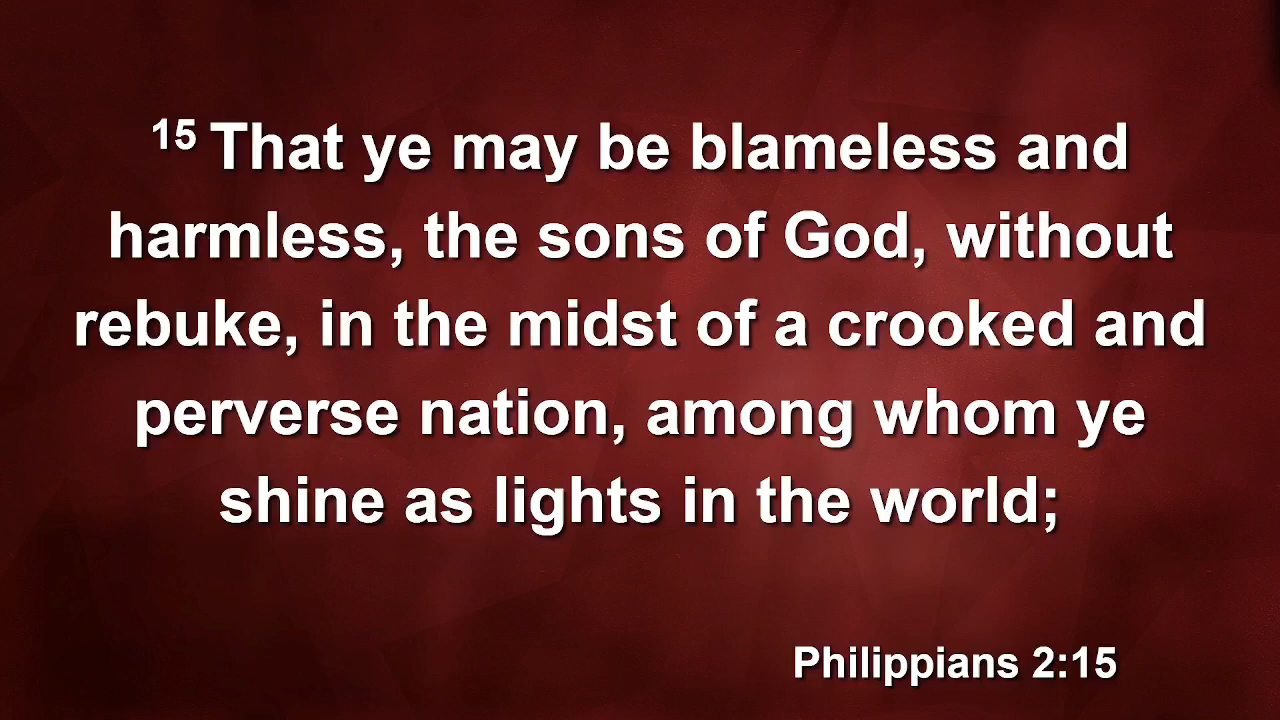 15 That ye may be blameless and
harmless, the sons of God, without
rebuke, in the midst of a crooked and
perverse nation, among whom ye
shine as lights in the world;
Philippians 2:15